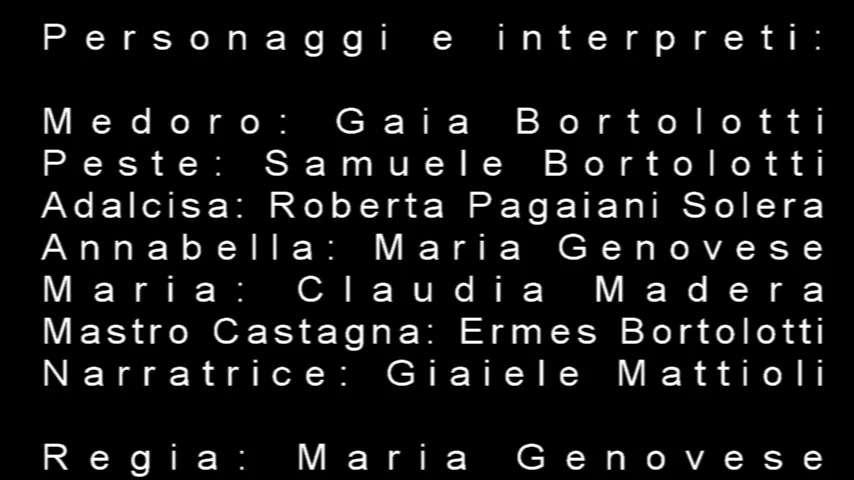 Personaggi e interpreti:
Medoro: Gaia Bortolotti
Peste: Samuele Bortolotti
Adalcisa: Roberta Pagaiani Solera
Annabella: Maria Genovese
Maria: Claudia Madera
Mastro Castagna: Ermes Bortolotti
Narratrice: Giaiele Mattioli
Regia: Maria Genovese